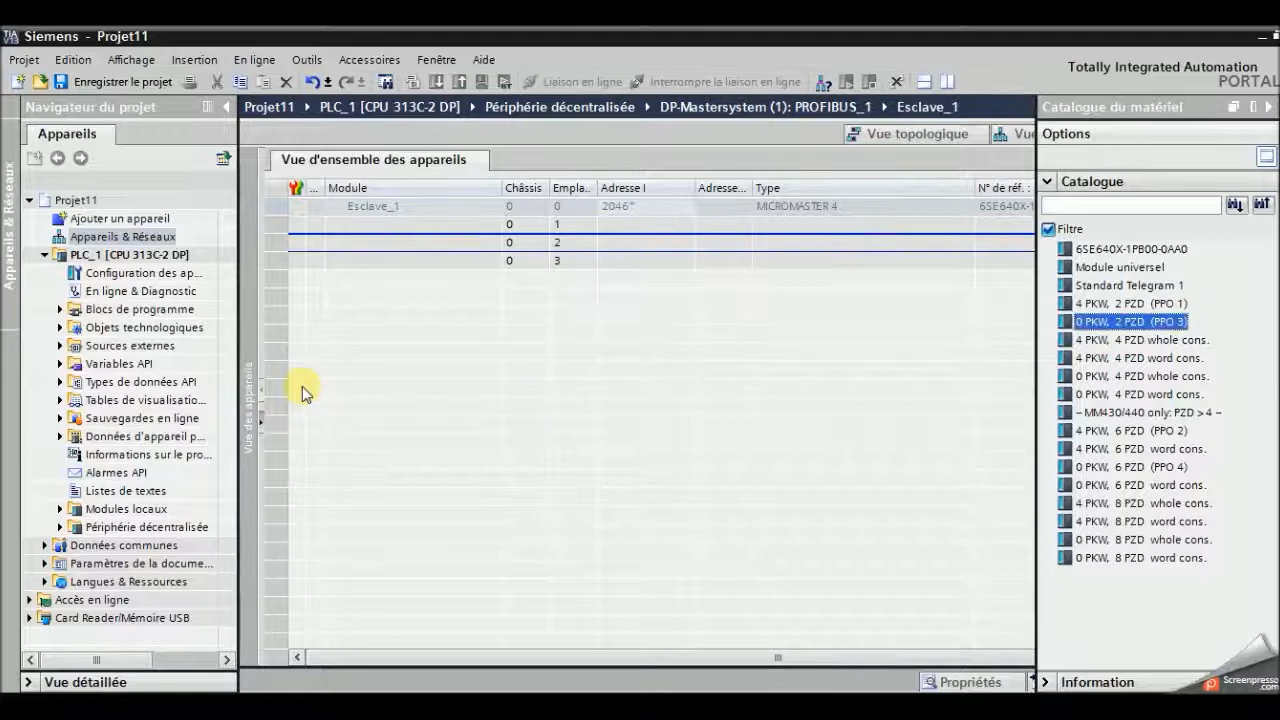 Siemens - Projet11
Projet Edition Affichage Insertion En ligne Outils Accessoires Fenêtre Aide
Totally Integrated Automation
PORTAL
Enregistrer le projet Liaison en ligne Interrompre la liaison en ligne
Navigateur du projet
Projet11 PLC_1 [CPU 313C-2 DP] Périphérie décentralisée DP-Mastersystem (1): PROFIBUS_1 Esclave_1
Catalogue du matériel
Appareils
Vue topologique Vue
Options
Vue d'ensemble des appareils
Catalogue
... Module Châssis Empla.. Adresse I Adresse... Type N° de réf. :
Esclave_1 0 0 2046* MICROMASTER 4 6SE640X-1
0 1
0 2
0 3
Projet11
Ajouter un appareil
Appareils & Réseaux
PLC_1 [CPU 313C-2 DP]
Configuration des ap...
En ligne & Diagnostic
Blocs de programme
Objets technologiques
Sources externes
Variables API
Types de données API
Tables de visualisatio...
Sauvegardes en ligne
Données d'appareil p...
Informations sur le pro...
Alarmes API
Listes de textes
Modules locaux
Périphérie décentralisée
Données communes
Paramètres de la docume...
Langues & Ressources
Accès en ligne
Card Reader/Mémoire USB
Vue détaillée
Appareils & Réseaux
Vue des appareils
Filtre
6SE640X-1PB00-0AA0
Module universel
Standard Telegram 1
4 PKW, 2 PZD (PPO 1)
0 PKW, 2 PZD (PPO 3)
4 PKW, 4 PZD whole cons.
4 PKW, 4 PZD word cons.
0 PKW, 4 PZD whole cons.
0 PKW, 4 PZD word cons.
-- MM430/440 only: PZD > 4 --
4 PKW, 6 PZD (PPO 2)
4 PKW, 6 PZD word cons.
0 PKW, 6 PZD (PPO 4)
0 PKW, 6 PZD word cons.
4 PKW, 8 PZD whole cons.
4 PKW, 8 PZD word cons.
0 PKW, 8 PZD whole cons.
0 PKW, 8 PZD word cons.
Propriétés
Information
Screenpresso
.com